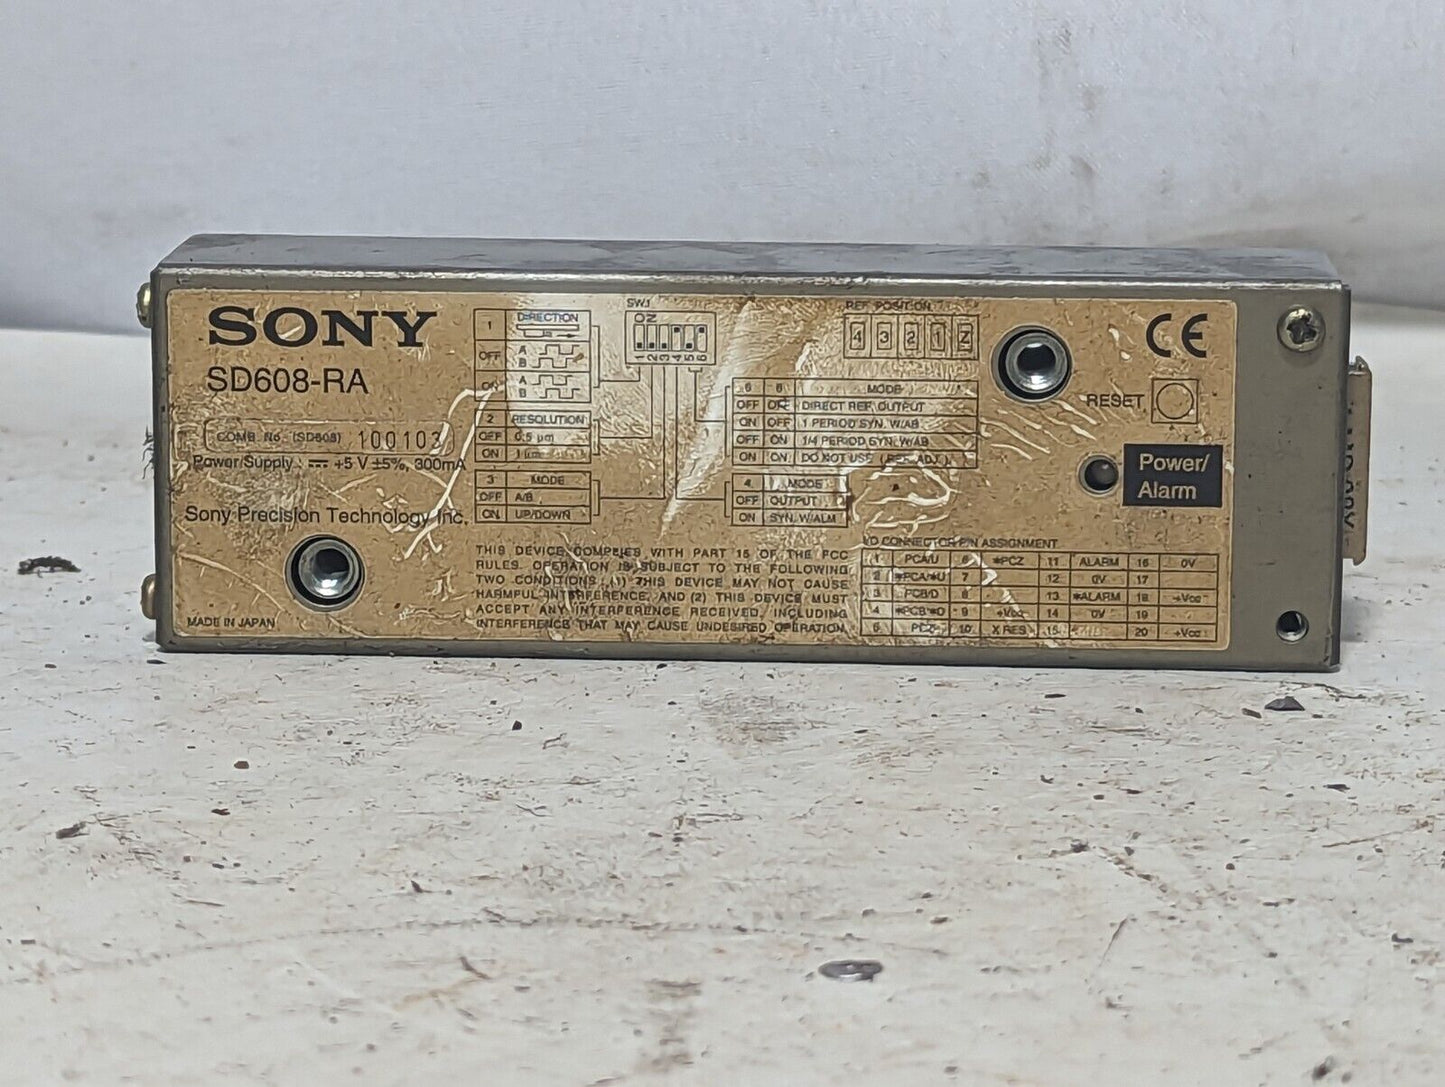 SONY
SD608-RA
COMB. No. (SD608) 100103
Power/Supply : +5 V ±5%, 300mA
Sony Precision Technology Inc.
MADE IN JAPAN
1 DIRECTION
OFF A B
ON A B
2 RESOLUTION
OFF 0.5 µm
ON 1 µm
3 MODE
OFF A/B
ON UP/DOWN
SW.1
ON
1 2 3 4 5 6
5 6 MODE
OFF OFF DIRECT REF. OUTPUT
ON OFF 1 PERIOD SYN. W/AB
OFF ON 1/4 PERIOD SYN. W/AB
ON ON DO NOT USE (REF. ADJ.)
4 MODE
OFF OUTPUT
ON SYN. W/ALM
REF. POSITION
4 3 2 1 Z
CE
RESET
Power/
Alarm
THIS DEVICE COMPLIES WITH PART 15 OF THE FCC
RULES. OPERATION IS SUBJECT TO THE FOLLOWING
TWO CONDITIONS: (1) THIS DEVICE MAY NOT CAUSE
HARMFUL INTERFERENCE, AND (2) THIS DEVICE MUST
ACCEPT ANY INTERFERENCE RECEIVED, INCLUDING
INTERFERENCE THAT MAY CAUSE UNDESIRED OPERATION.
I/O CONNECTOR PIN ASSIGNMENT
1 PCA/U 6 *PCZ 11 ALARM 16 0V
2 *PCA/*U 7 12 0V 17
3 PCB/D 8 13 *ALARM 18 +Vcc
4 *PCB/*D 9 +Vcc 14 0V 19
5 PCZ 10 X RES 15 20 +Vcc